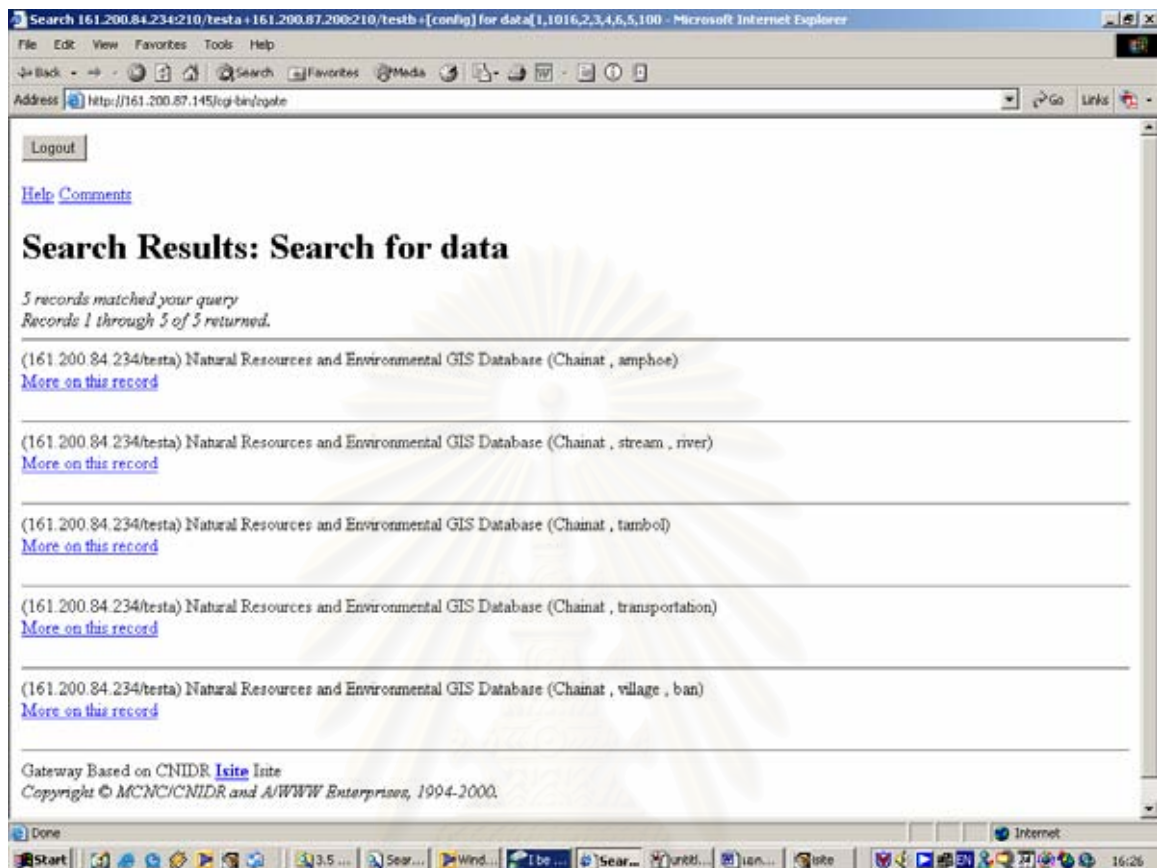 Search 161.200.84.234:210/testa+161.200.87.200:210/testb+[config] for data[1,1016,2,3,4,6,5,100 - Microsoft Internet Explorer
File Edit View Favorites Tools Help
Back Search Favorites Media
Address http://161.200.87.145/cgi-bin/zgate Go Links
Logout
Help Comments
Search Results: Search for data
5 records matched your query
Records 1 through 5 of 5 returned.
(161.200.84.234/testa) Natural Resources and Environmental GIS Database (Chainat , amphoe)
More on this record
(161.200.84.234/testa) Natural Resources and Environmental GIS Database (Chainat , stream , river)
More on this record
(161.200.84.234/testa) Natural Resources and Environmental GIS Database (Chainat , tambol)
More on this record
(161.200.84.234/testa) Natural Resources and Environmental GIS Database (Chainat , transportation)
More on this record
(161.200.84.234/testa) Natural Resources and Environmental GIS Database (Chainat , village , ban)
More on this record
Gateway Based on CNIDR Isite Isite
Copyright © MCNC/CNIDR and A/WWW Enterprises, 1994-2000.
Done Internet
Start 3.5 ... Sear... Wind... I be ... Sear... untitl... Isite EN 16:26